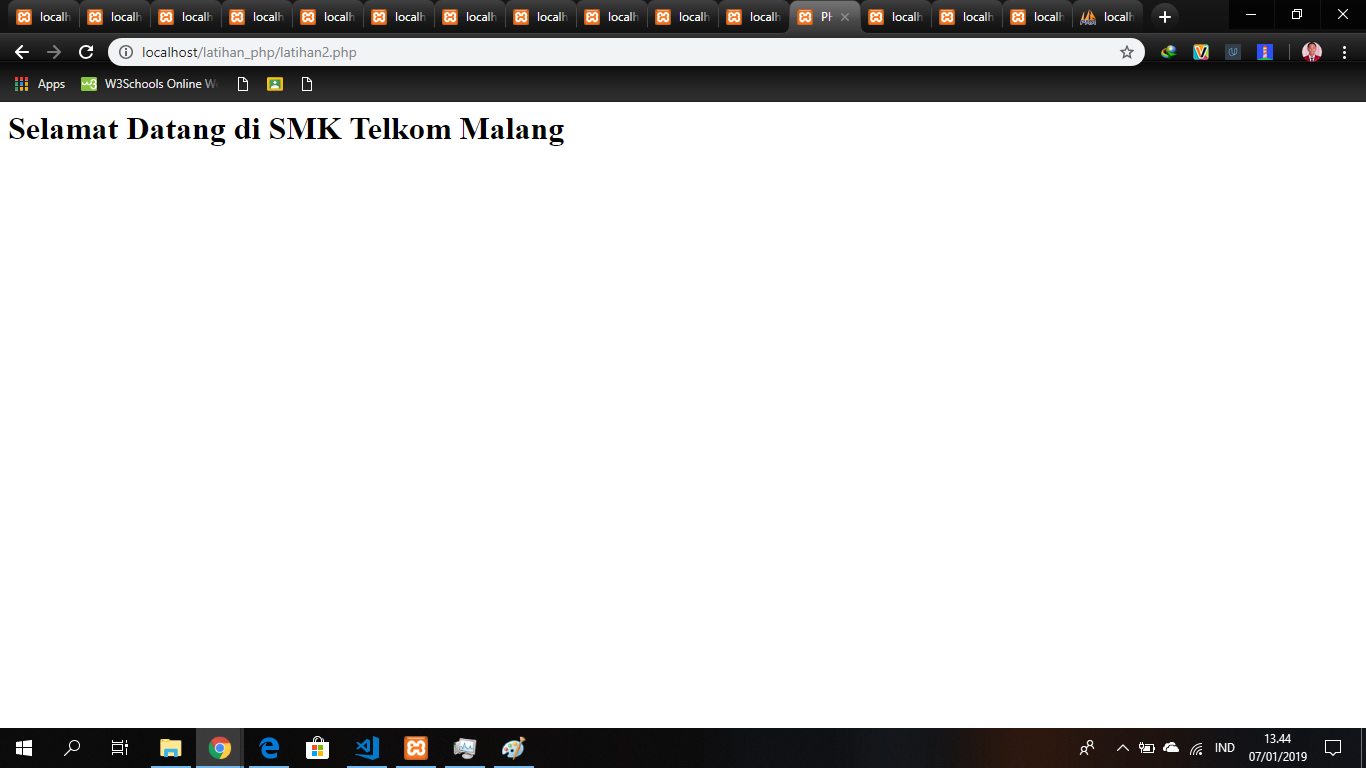 localh localh localh localh localh localh localh localh localh localh localh PH localh localh localh localh
localhost/latihan_php/latihan2.php
Apps W3Schools Online W
Selamat Datang di SMK Telkom Malang
IND
13.44
07/01/2019